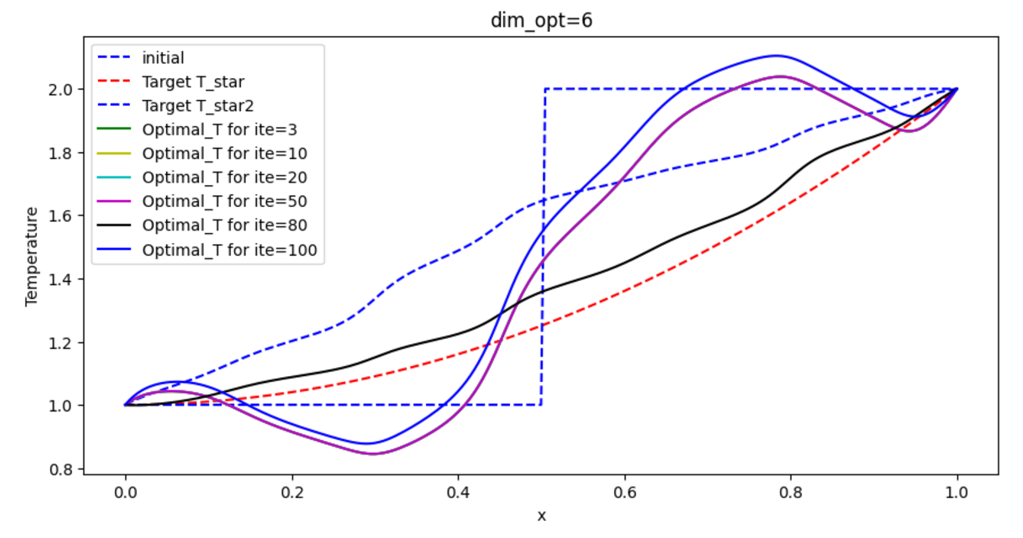 dim_opt=6
initial
Target T_star
Target T_star2
Optimal_T for ite=3
Optimal_T for ite=10
Optimal_T for ite=20
Optimal_T for ite=50
Optimal_T for ite=80
Optimal_T for ite=100
Temperature
2.0
1.8
1.6
1.4
1.2
1.0
0.8
0.0 0.2 0.4 0.6 0.8 1.0
x